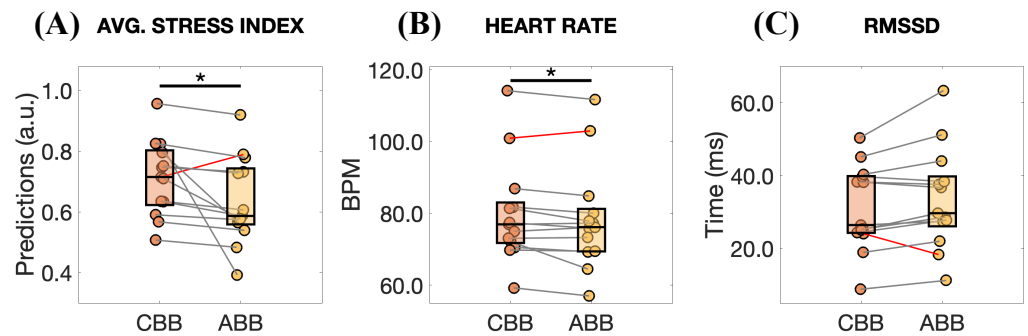 (A) AVG. STRESS INDEX
Predictions (a.u.)
1.0
0.8
0.6
0.4
*
CBB ABB
(B) HEART RATE
BPM
120.0
100.0
80.0
60.0
*
CBB ABB
(C) RMSSD
Time (ms)
60.0
40.0
20.0
CBB ABB